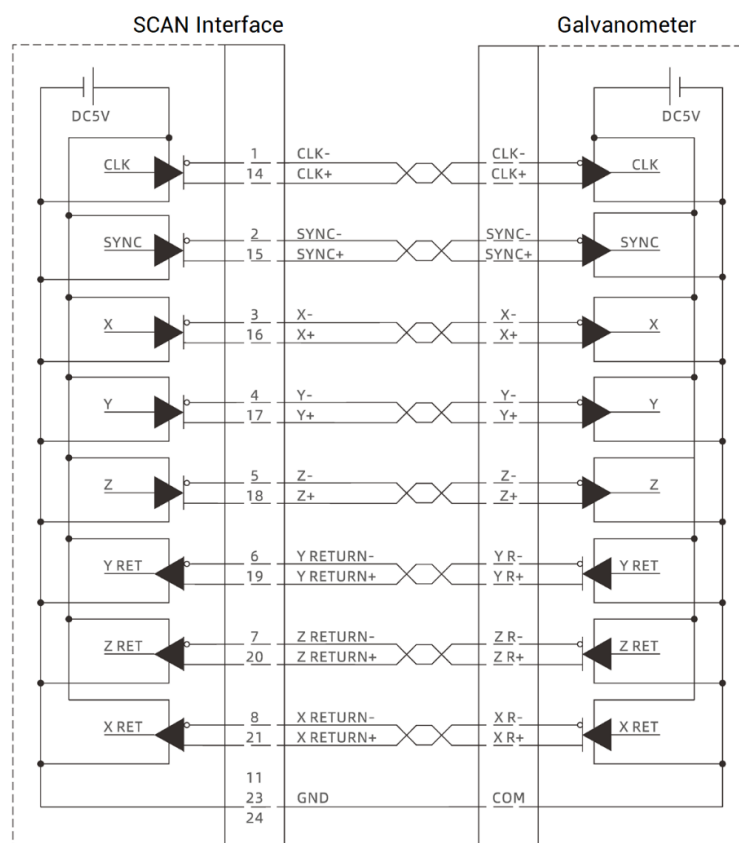 SCAN Interface Galvanometer
DC5V DC5V
1 CLK- CLK-
CLK 14 CLK+ CLK+ CLK
2 SYNC- SYNC-
SYNC 15 SYNC+ SYNC+ SYNC
3 X- X-
X 16 X+ X+ X
4 Y- Y-
Y 17 Y+ Y+ Y
5 Z- Z-
Z 18 Z+ Z+ Z
6 Y RETURN- Y R-
Y RET 19 Y RETURN+ Y R+ Y RET
7 Z RETURN- Z R-
Z RET 20 Z RETURN+ Z R+ Z RET
8 X RETURN- X R-
X RET 21 X RETURN+ X R+ X RET
11
23 GND COM
24